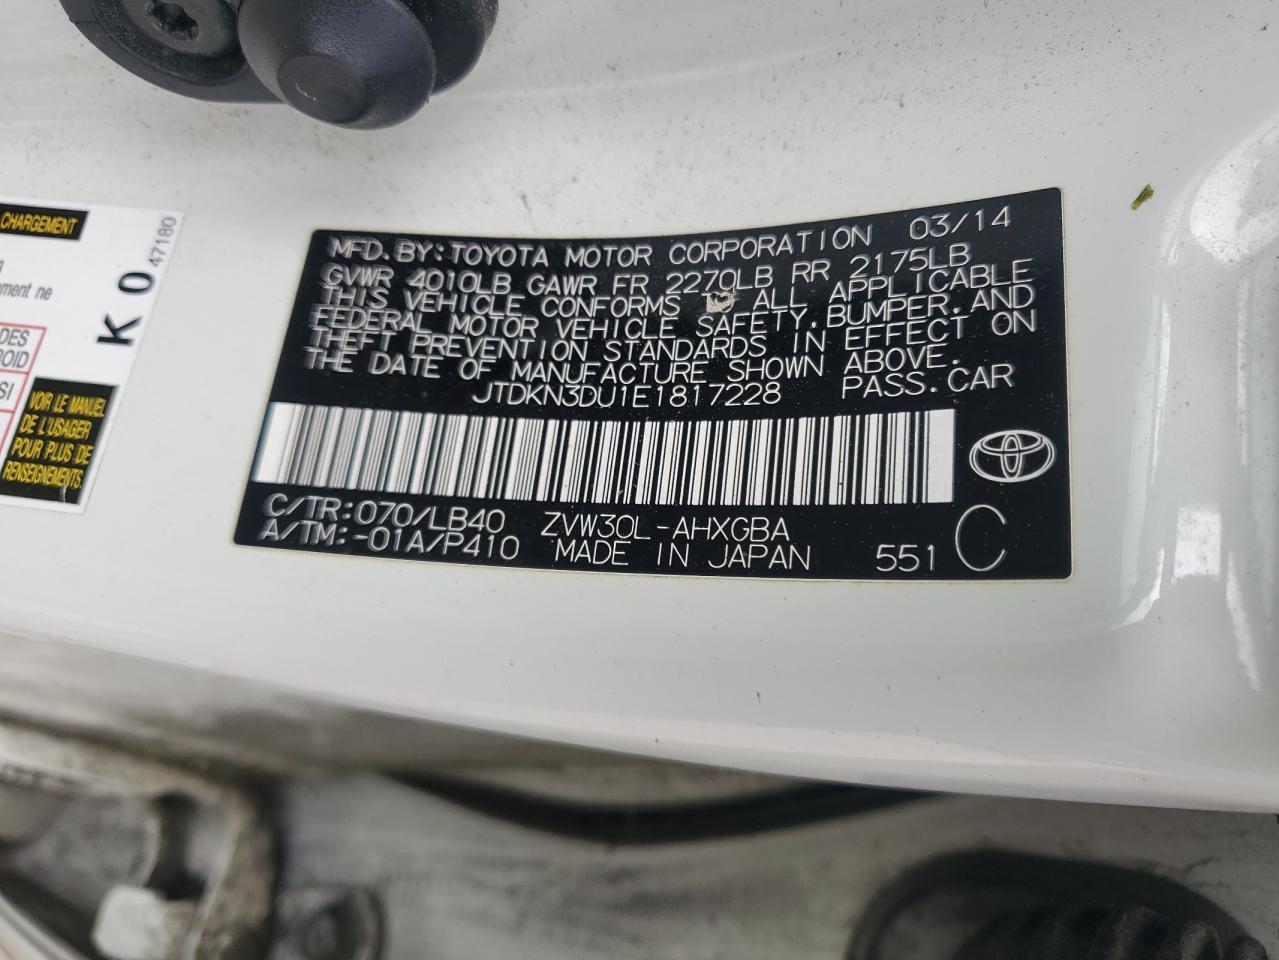 CHARGEMENT
ment ne
DES
OID
SI
VOIR LE MANUEL
DE L'USAGER
POUR PLUS DE
RENSEIGNEMENTS.
K 0
47180
MFD.BY:TOYOTA MOTOR CORPORATION 03/14
GVWR 4010LB GAWR FR 2270LB RR 2175LB
THIS VEHICLE CONFORMS ALL APPLICABLE
FEDERAL MOTOR VEHICLE SAFETY,BUMPER,AND
THEFT PREVENTION STANDARDS IN EFFECT ON
THE DATE OF MANUFACTURE SHOWN ABOVE.
JTDKN3DU1E1817228 PASS.CAR
C/TR:070/LB40 ZVW30L-AHXGBA
A/TM:-01A/P410 MADE IN JAPAN 551 C